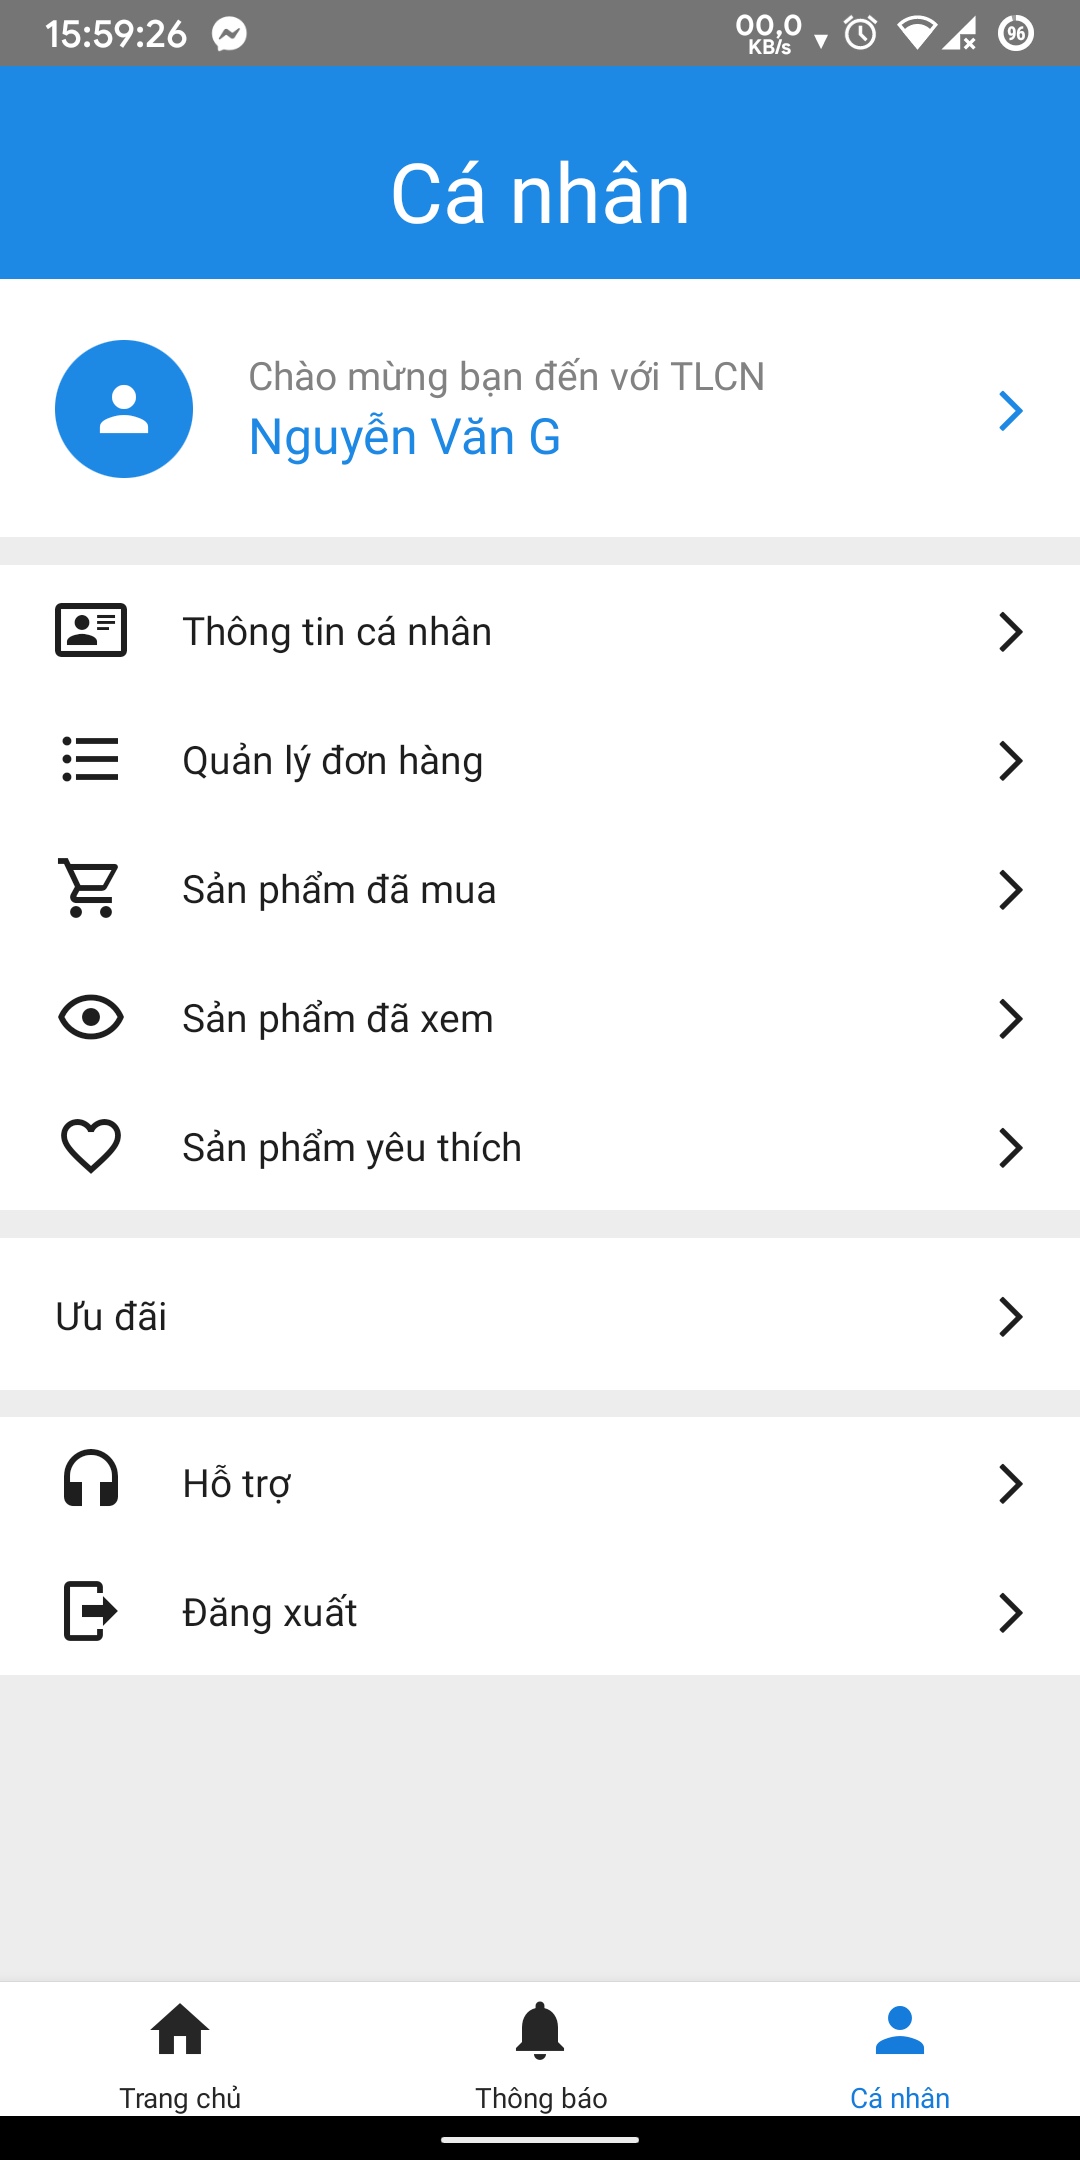 15:59:26
00,0
KB/s
96
Cá nhân
Chào mừng bạn đến với TLCN
Nguyễn Văn G
Thông tin cá nhân
Quản lý đơn hàng
Sản phẩm đã mua
Sản phẩm đã xem
Sản phẩm yêu thích
Ưu đãi
Hỗ trợ
Đăng xuất
Trang chủ
Thông báo
Cá nhân